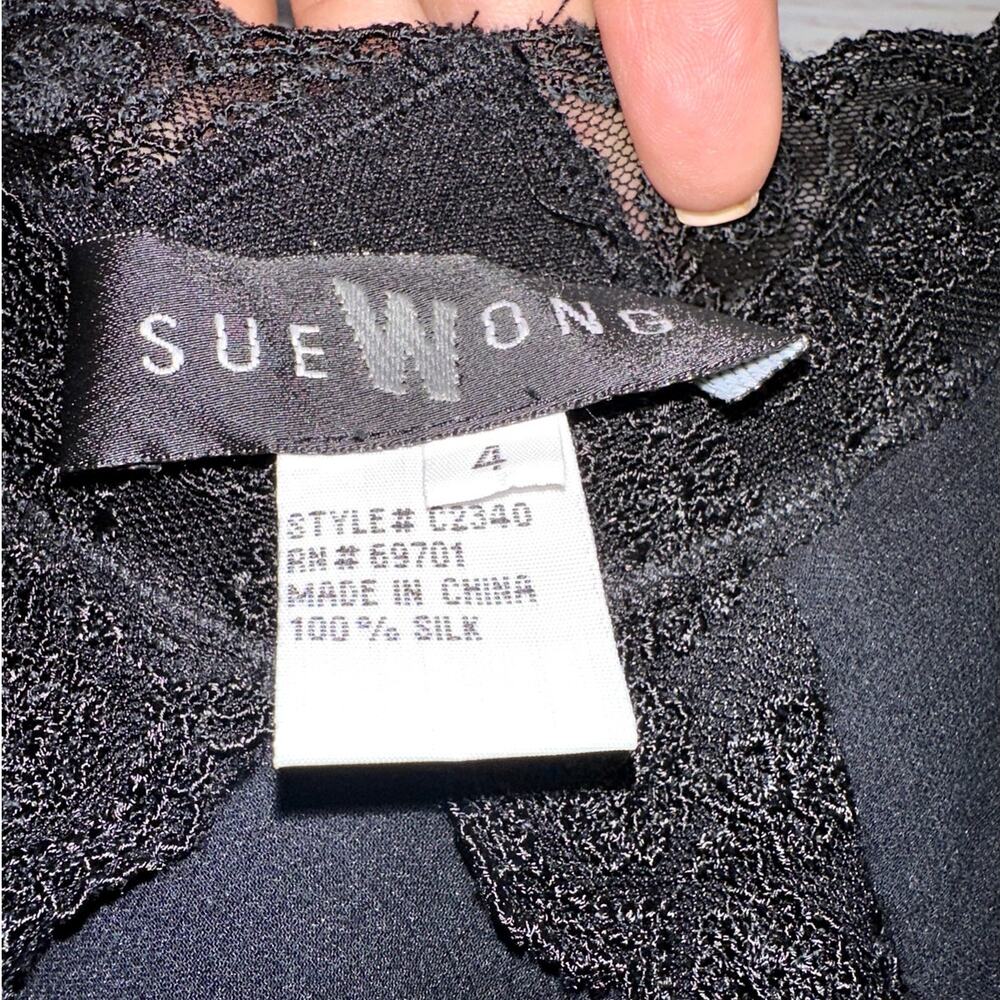 SUE WONG
4
STYLE# C2340
RN# 69701
MADE IN CHINA
100% SILK